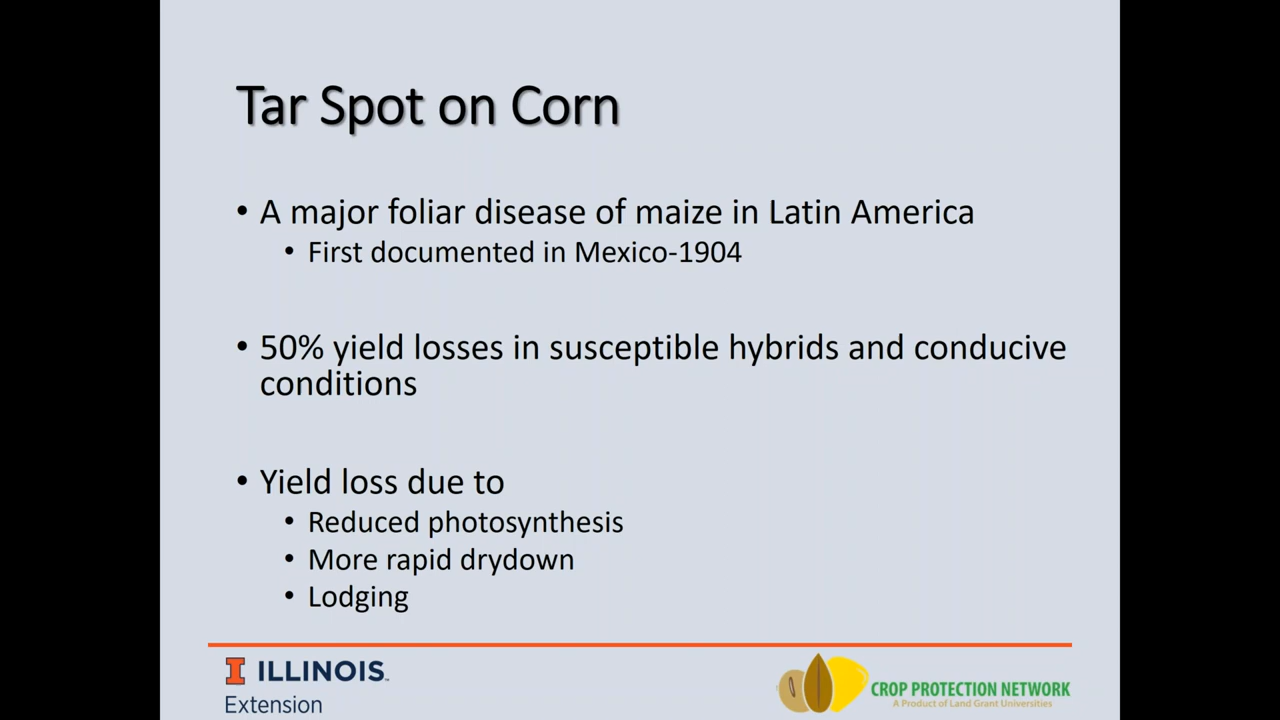 Tar Spot on Corn
• A major foliar disease of maize in Latin America
• First documented in Mexico-1904
• 50% yield losses in susceptible hybrids and conducive
conditions
• Yield loss due to
• Reduced photosynthesis
• More rapid drydown
• Lodging
I ILLINOIS
Extension
CROP PROTECTION NETWORK
A Product of Land Grant Universities